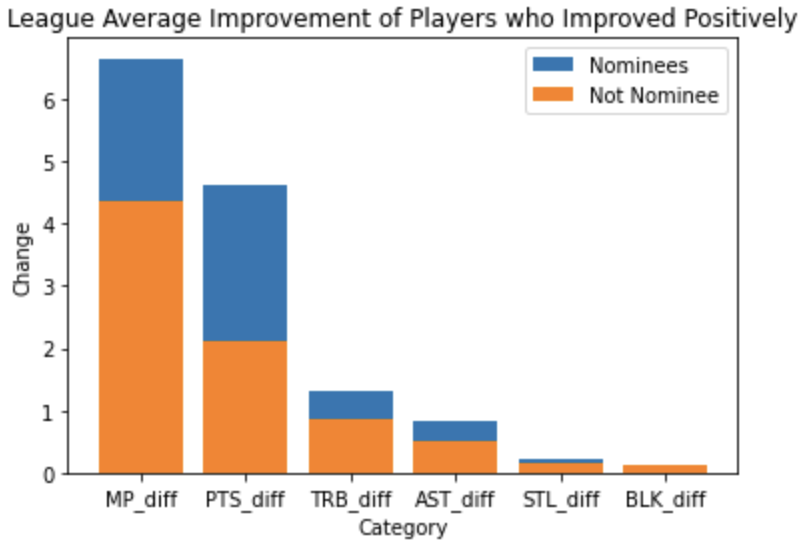 League Average Improvement of Players who Improved Positively
Nominees
Not Nominee
6
5
4
3
2
1
0
Change
MP_diff PTS_diff TRB_diff AST_diff STL_diff BLK_diff
Category